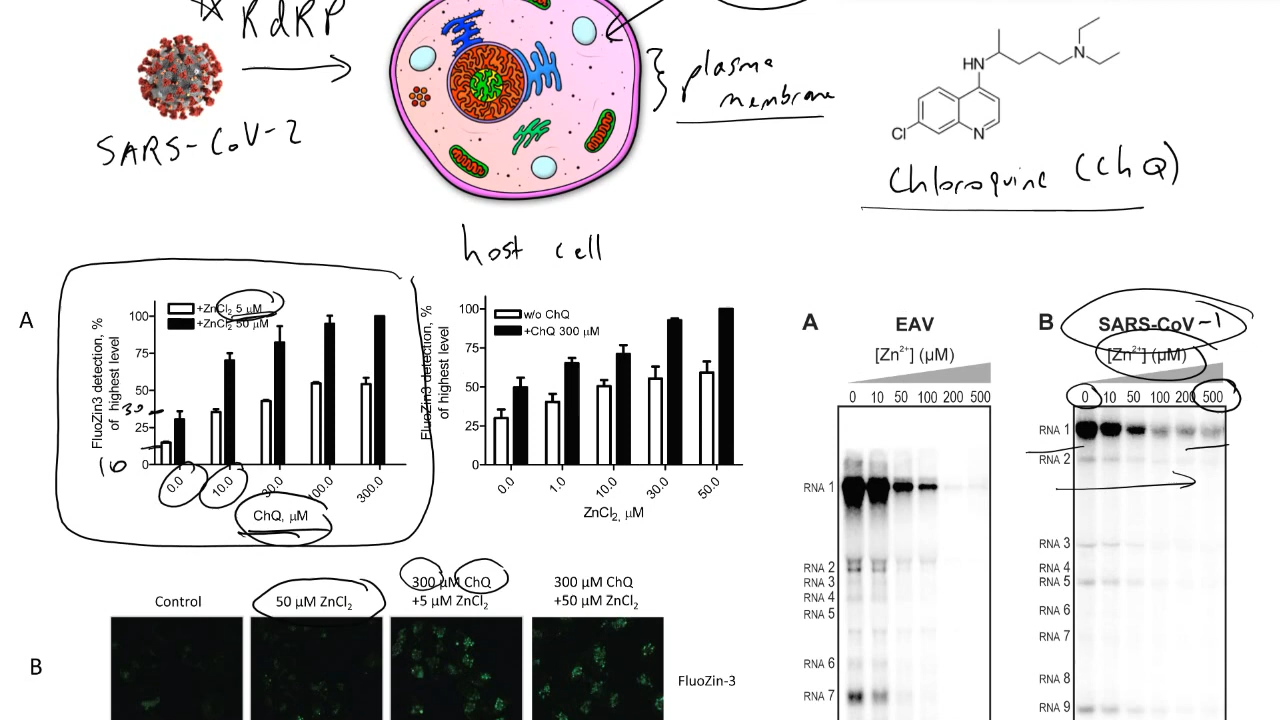 RdRP
SARS-CoV-2
plasma
membrane
host cell
HN
N
N
Cl
Chloroquine (ChQ)
A
FluoZin3 detection, %
of highest level
+ZnCl2 5 µM
+ZnCl2 50 µM
100
75
50
30
25
16
0
0.0 10.0 30.0 100.0 300.0
ChQ, µM
FluoZin3 detection, %
of highest level
w/o ChQ
+ChQ 300 µM
100
75
50
25
0
0.0 1.0 10.0 30.0 50.0
ZnCl2, µM
B
Control
50 µM ZnCl2
300 µM ChQ
+5 µM ZnCl2
300 µM ChQ
+50 µM ZnCl2
FluoZin-3
A
EAV
[Zn2+] (µM)
0 10 50 100 200 500
RNA 1
RNA 2
RNA 3
RNA 4
RNA 5
RNA 6
RNA 7
B
SARS-CoV-1
[Zn2+] (µM)
0 10 50 100 200 500
RNA 1
RNA 2
RNA 3
RNA 4
RNA 5
RNA 6
RNA 7
RNA 8
RNA 9